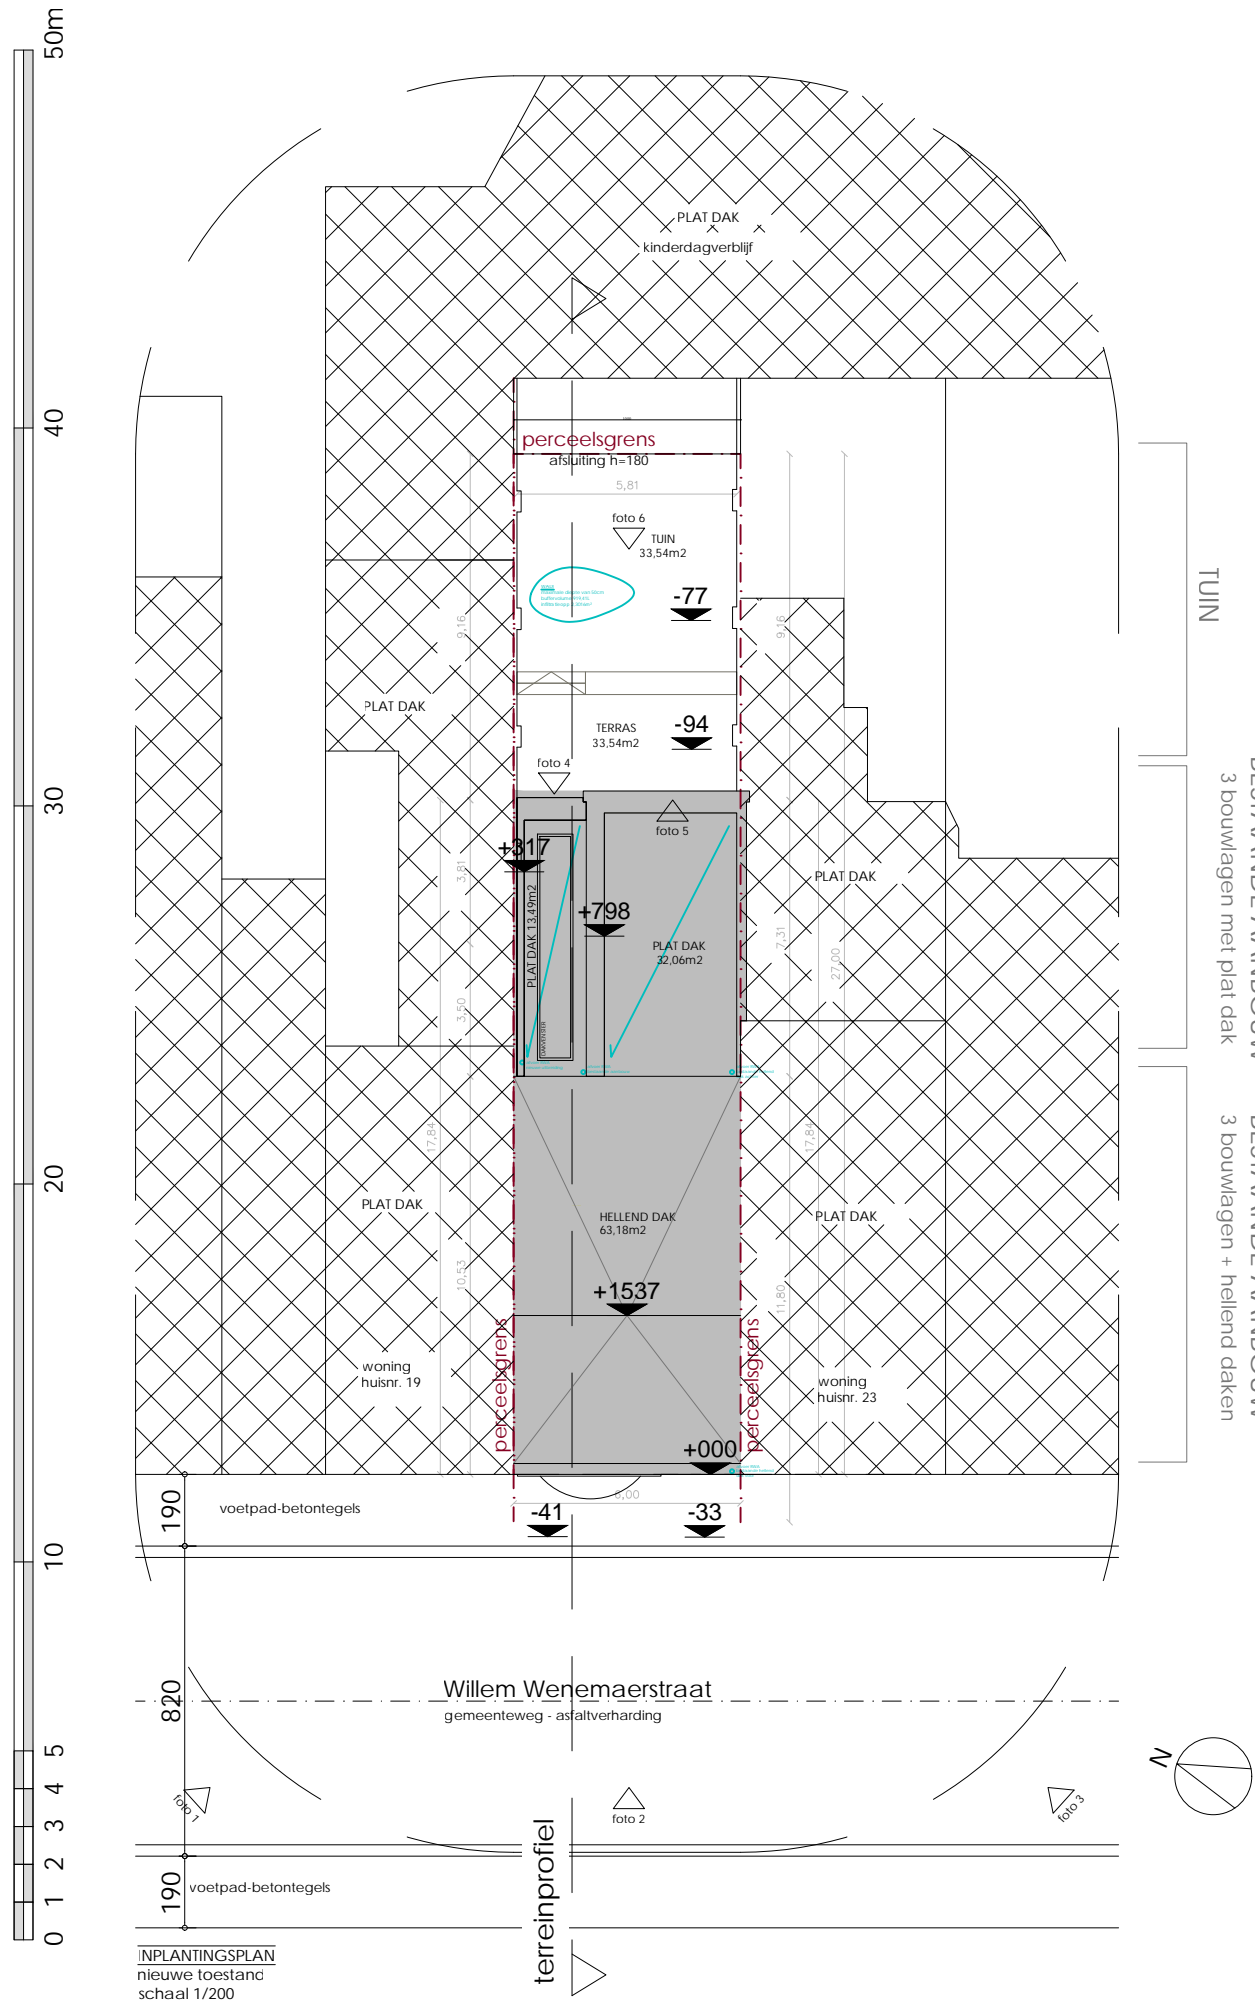 50m
40
30
20
10
5
4
3
2
1
0
PLAT DAK
kinderdagverblijf
perceelsgrens
afsluiting h=180
5,81
foto 6
TUIN
33,54m2
-77
9,16
9,16
TUIN
PLAT DAK
TERRAS
33,54m2
-94
foto 4
foto 5
+317
3,81
PLAT DAK 13,49m2
+798
PLAT DAK
32,06m2
PLAT DAK
7,31
27,00
3,50
3 bouwlagen met plat dak
17,84
17,84
PLAT DAK
HELLEND DAK
63,18m2
PLAT DAK
10,53
11,80
+1537
3 bouwlagen + hellend daken
perceelsgrens
perceelsgrens
woning
huisnr. 19
woning
huisnr. 23
+000
6,00
-41
-33
190
voetpad-betontegels
820
Willem Wenemaerstraat
gemeenteweg - asfaltverharding
N
foto 1
foto 2
foto 3
190
voetpad-betontegels
terreinprofiel
INPLANTINGSPLAN
nieuwe toestand
schaal 1/200